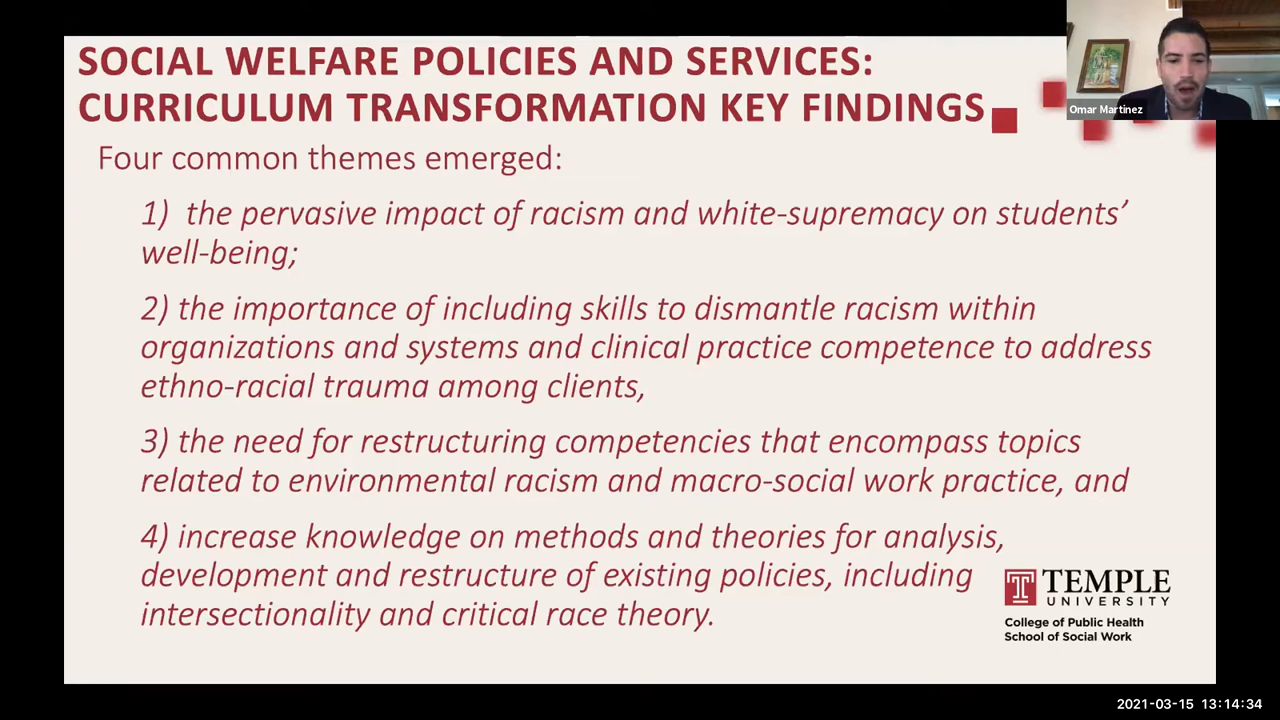 SOCIAL WELFARE POLICIES AND SERVICES:
CURRICULUM TRANSFORMATION KEY FINDINGS
Omar Martinez
Four common themes emerged:
1) the pervasive impact of racism and white-supremacy on students’
well-being;
2) the importance of including skills to dismantle racism within
organizations and systems and clinical practice competence to address
ethno-racial trauma among clients,
3) the need for restructuring competencies that encompass topics
related to environmental racism and macro-social work practice, and
4) increase knowledge on methods and theories for analysis,
development and restructure of existing policies, including
intersectionality and critical race theory.
TEMPLE
UNIVERSITY
College of Public Health
School of Social Work
2021-03-15 13:14:34